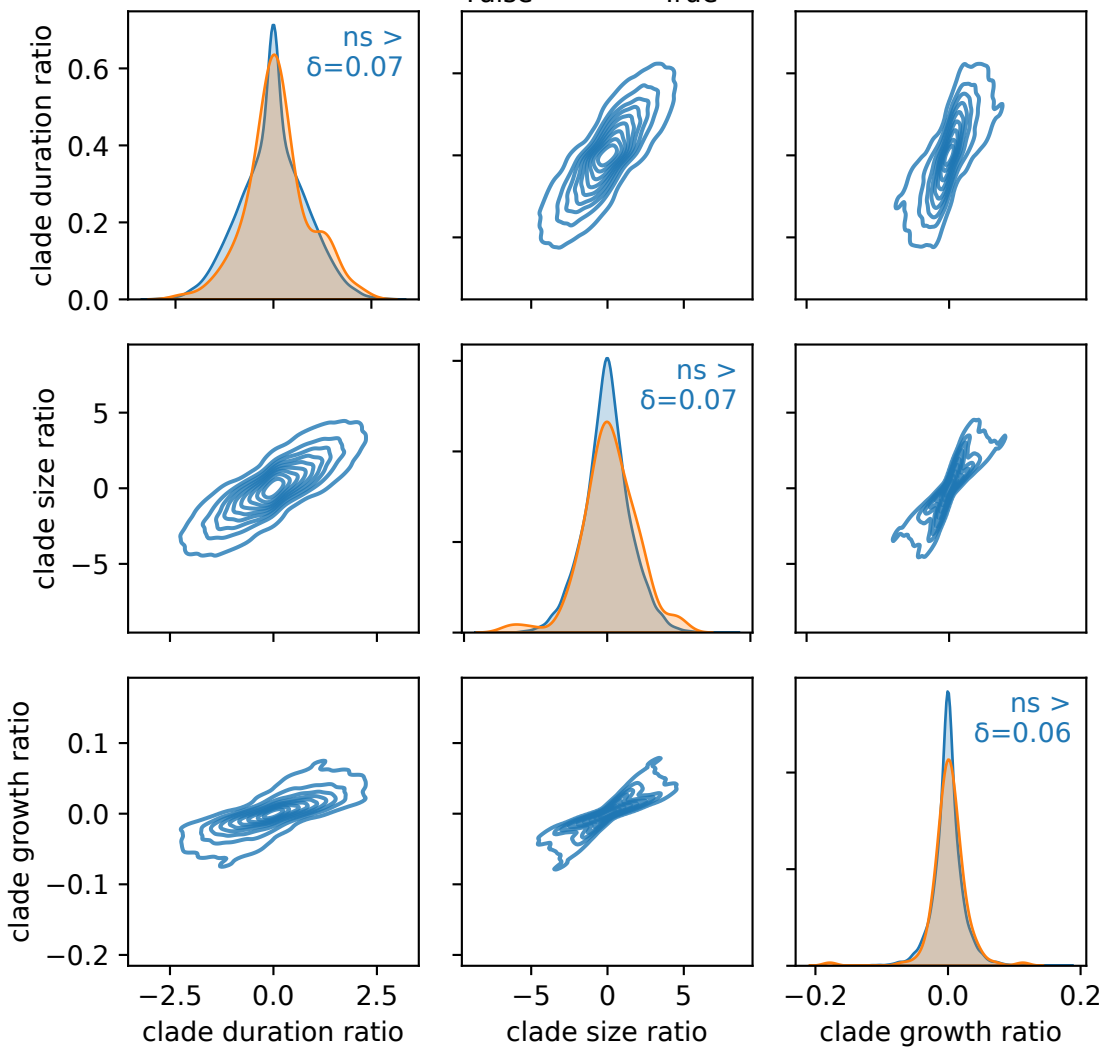 True
clade duration ratio
0.6
0.4
0.2
0.0
ns >
δ=0.07
clade size ratio
5
0
−5
ns >
δ=0.07
clade growth ratio
0.1
0.0
−0.1
−0.2
ns >
δ=0.06
−2.5 0.0 2.5
−5 0 5
−0.2 0.0 0.2
clade duration ratio
clade size ratio
clade growth ratio